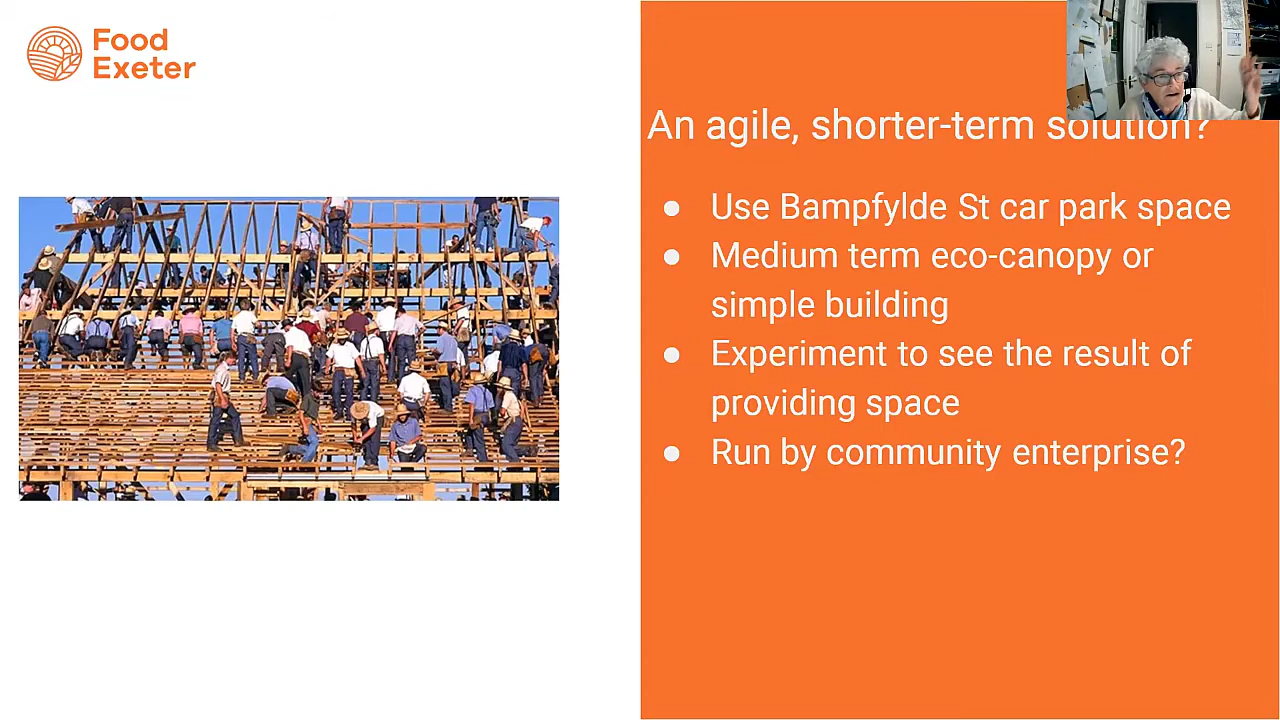 Food
Exeter
An agile, shorter-term solution?
● Use Bampfylde St car park space
● Medium term eco-canopy or
simple building
● Experiment to see the result of
providing space
● Run by community enterprise?